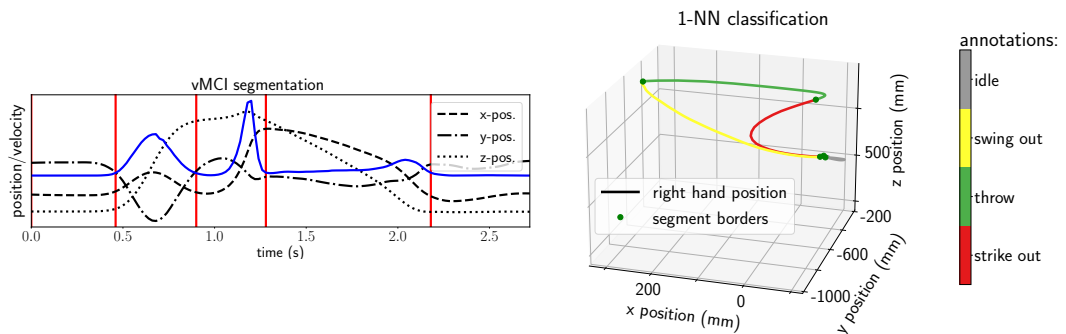 vMCI segmentation
position/velocity
x-pos.
y-pos.
z-pos.
0.0
0.5
1.0
1.5
2.0
2.5
time (s)
1-NN classification
right hand position
segment borders
200
0
x position (mm)
-1000
-600
-200
y position (mm)
500
z position (mm)
annotations:
idle
swing out
throw
strike out